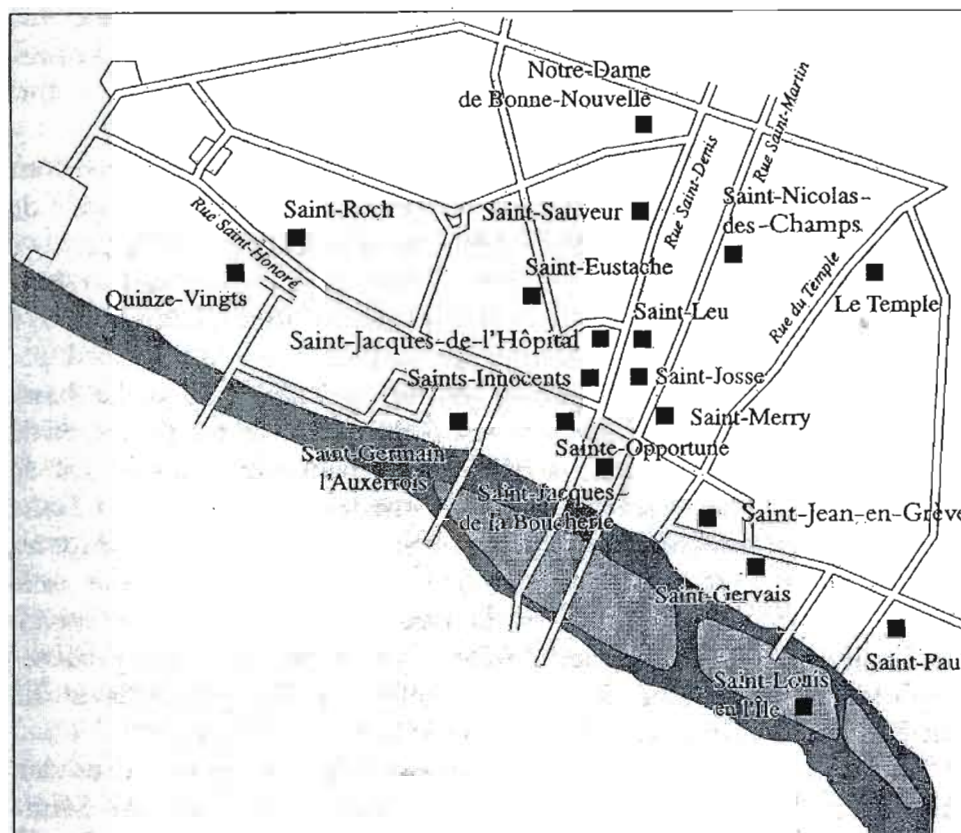 Notre-Dame
de Bonne-Nouvelle
Rue Saint-Martin
Rue Saint-Denis
Saint-Nicolas-
des-Champs
Saint-Roch
Saint-Sauveur
Rue Saint-Honoré
Saint-Eustache
Rue du Temple
Quinze-Vingts
Le Temple
Saint-Leu
Saint-Jacques-de-l'Hôpital
Saints-Innocents
Saint-Josse
Saint-Merry
Sainte-Opportune
Saint-Germain
l'Auxerrois
Saint-Jacques-
de la Boucherie
Saint-Jean-en-Grève
Saint-Gervais
Saint-Pau
Saint-Louis
en l'Île